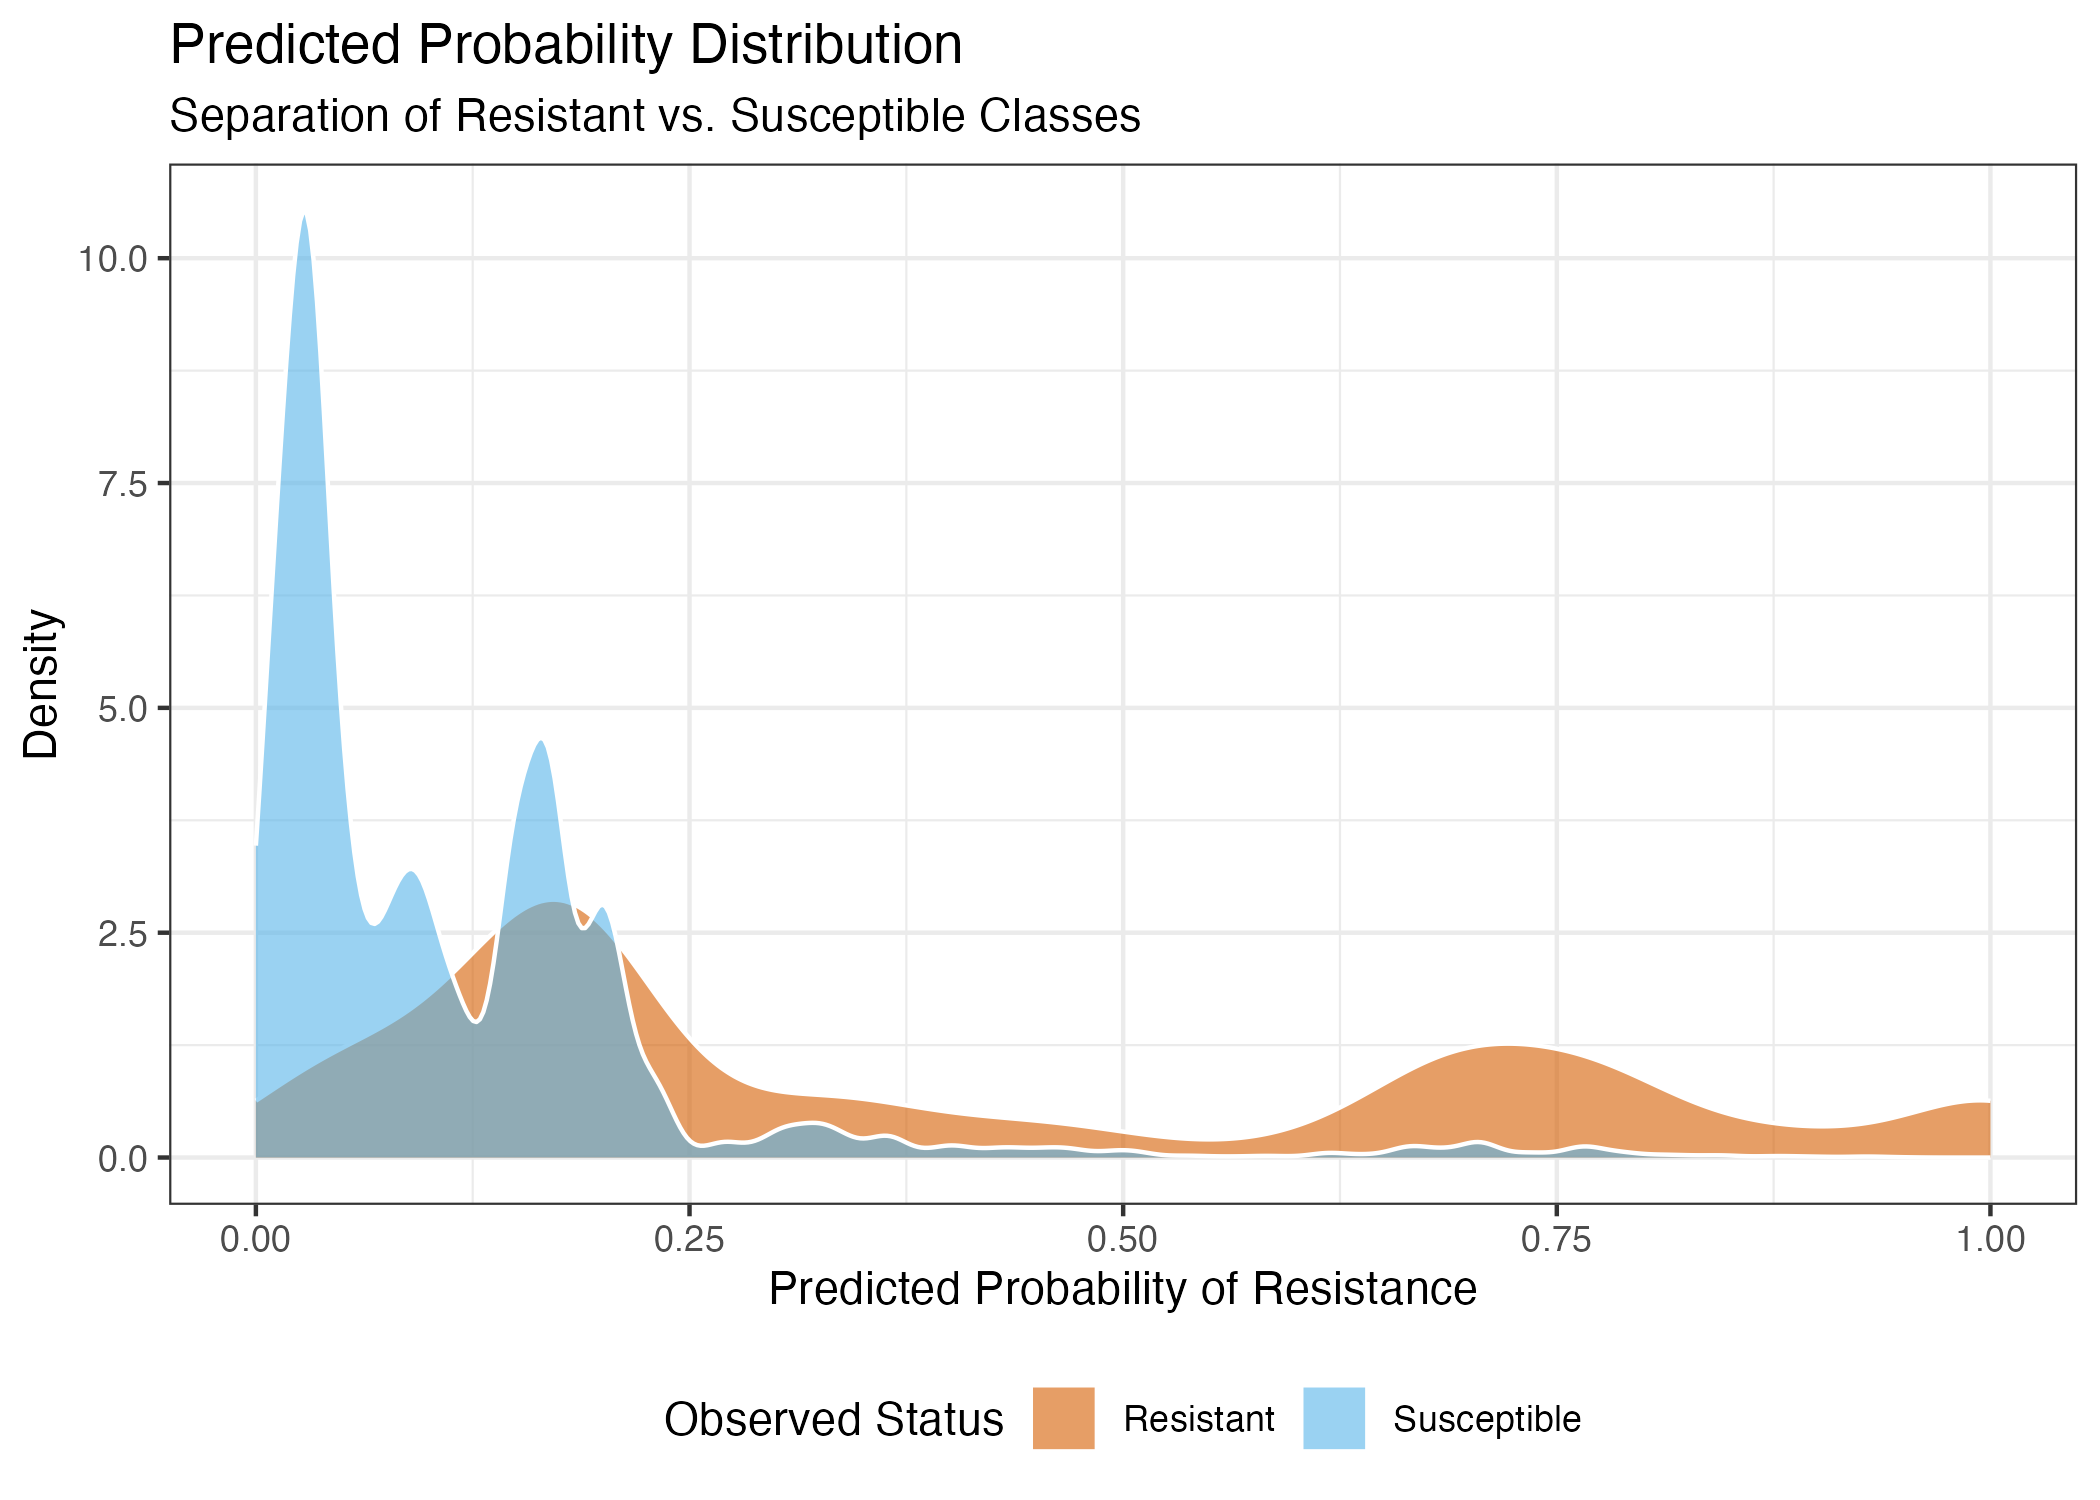 Predicted Probability Distribution
Separation of Resistant vs. Susceptible Classes
Density
10.0
7.5
5.0
2.5
0.0
0.00 0.25 0.50 0.75 1.00
Predicted Probability of Resistance
Observed Status Resistant Susceptible